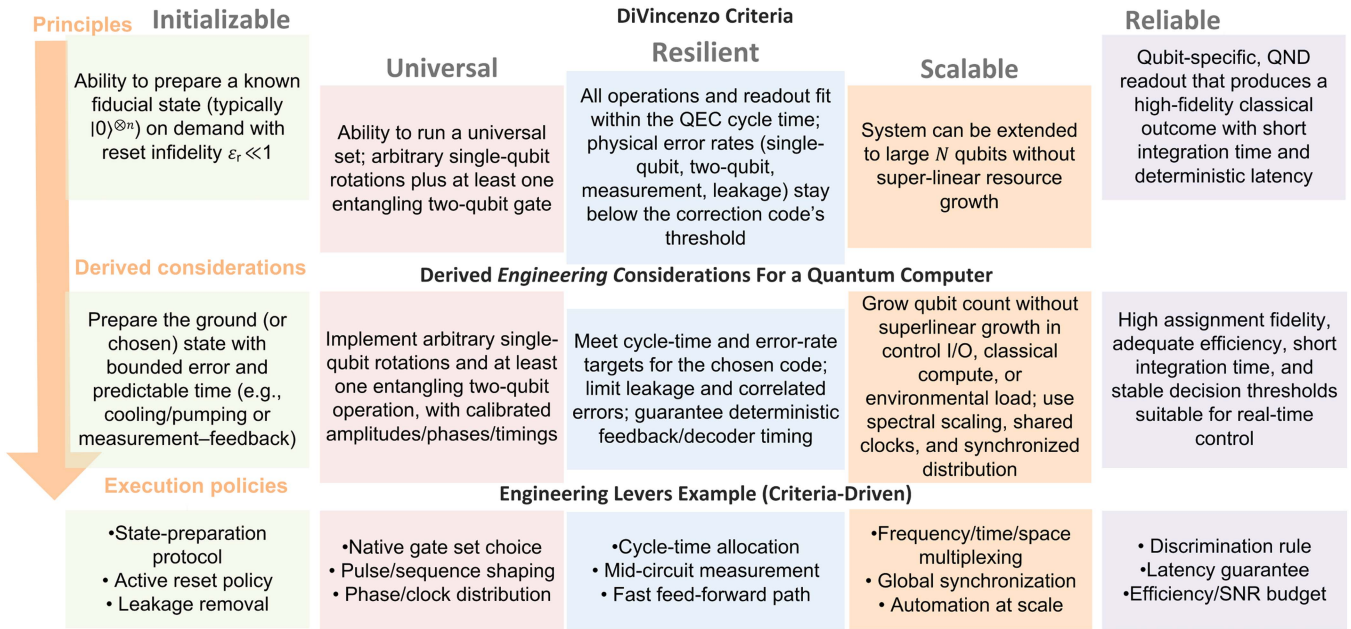 Principles
DiVincenzo Criteria
Initializable
Ability to prepare a known
fiducial state (typically
|0⟩⊗n) on demand with
reset infidelity εr ≪1
Universal
Ability to run a universal
set; arbitrary single-qubit
rotations plus at least one
entangling two-qubit gate
Resilient
All operations and readout fit
within the QEC cycle time;
physical error rates (single-
qubit, two-qubit,
measurement, leakage) stay
below the correction code's
threshold
Scalable
System can be extended
to large N qubits without
super-linear resource
growth
Reliable
Qubit-specific, QND
readout that produces a
high-fidelity classical
outcome with short
integration time and
deterministic latency
Derived considerations
Derived Engineering Considerations For a Quantum Computer
Prepare the ground (or
chosen) state with
bounded error and
predictable time (e.g.,
cooling/pumping or
measurement–feedback)
Implement arbitrary single-
qubit rotations and at least
one entangling two-qubit
operation, with calibrated
amplitudes/phases/timings
Meet cycle-time and error-rate
targets for the chosen code;
limit leakage and correlated
errors; guarantee deterministic
feedback/decoder timing
Grow qubit count without
superlinear growth in
control I/O, classical
compute, or
environmental load; use
spectral scaling, shared
clocks, and synchronized
distribution
High assignment fidelity,
adequate efficiency, short
integration time, and
stable decision thresholds
suitable for real-time
control
Execution policies
Engineering Levers Example (Criteria-Driven)
•State-preparation
protocol
• Active reset policy
• Leakage removal
•Native gate set choice
• Pulse/sequence shaping
• Phase/clock distribution
•Cycle-time allocation
• Mid-circuit measurement
• Fast feed-forward path
•Frequency/time/space
multiplexing
• Global synchronization
• Automation at scale
• Discrimination rule
• Latency guarantee
•Efficiency/SNR budget